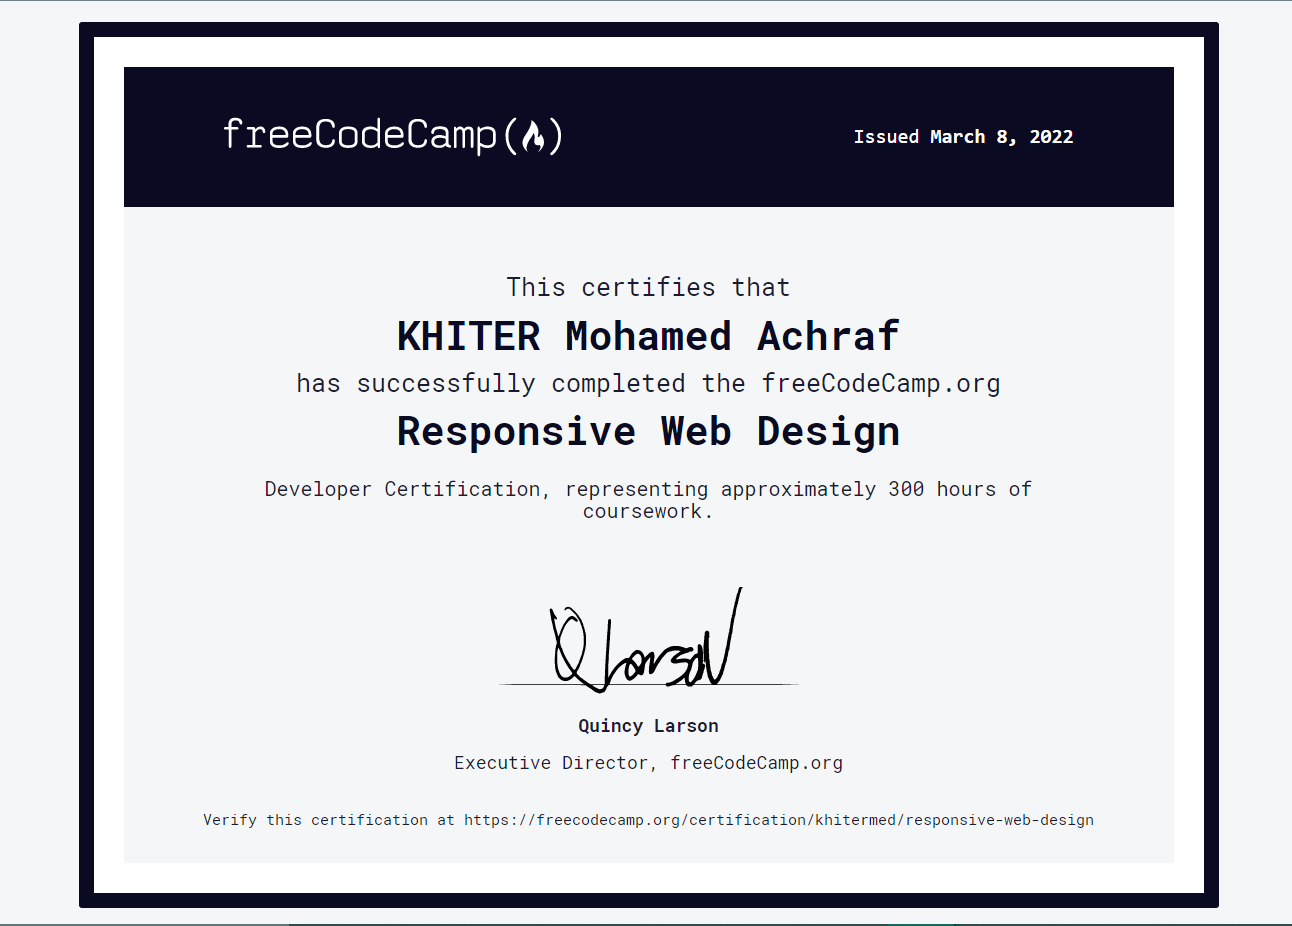 freeCodeCamp(🔥)
Issued March 8, 2022
This certifies that
KHITER Mohamed Achraf
has successfully completed the freeCodeCamp.org
Responsive Web Design
Developer Certification, representing approximately 300 hours of
coursework.
Q Larson
Quincy Larson
Executive Director, freeCodeCamp.org
Verify this certification at https://freecodecamp.org/certification/khitermed/responsive-web-design